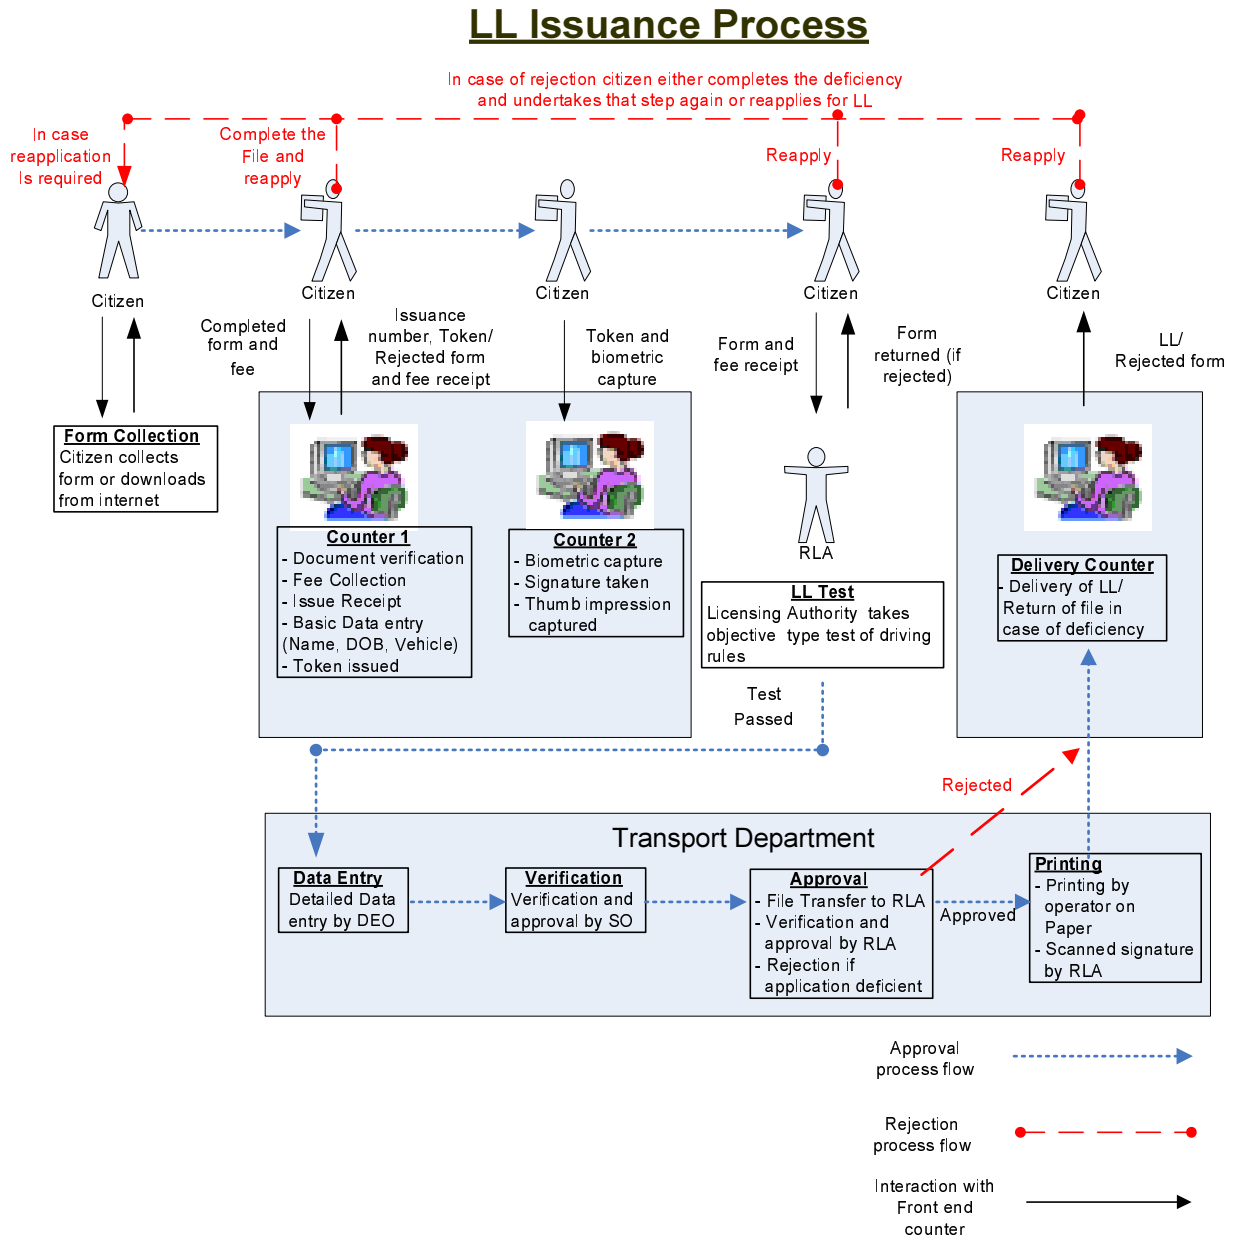 LL Issuance Process
In case of rejection citizen either completes the deficiency
and undertakes that step again or reapplies for LL
In case
reapplication
Is required
Complete the
File and
reapply
Reapply
Reapply
Citizen
Citizen
Citizen
Citizen
Citizen
Completed
form and
fee
Issuance
number, Token/
Rejected form
and fee receipt
Token and
biometric
capture
Form and
fee receipt
Form
returned (if
rejected)
LL/
Rejected form
Form Collection
Citizen collects
form or downloads
from internet
Counter 1
- Document verification
- Fee Collection
- Issue Receipt
- Basic Data entry
(Name, DOB, Vehicle)
- Token issued
Counter 2
- Biometric capture
- Signature taken
- Thumb impression
captured
RLA
LL Test
Licensing Authority takes
objective type test of driving
rules
Delivery Counter
- Delivery of LL/
Return of file in
case of deficiency
Test
Passed
Rejected
Transport Department
Data Entry
Detailed Data
entry by DEO
Verification
Verification and
approval by SO
Approval
- File Transfer to RLA
- Verification and
approval by RLA
- Rejection if
application deficient
Approved
Printing
- Printing by
operator on
Paper
- Scanned signature
by RLA
Approval
process flow
Rejection
process flow
Interaction with
Front end
counter